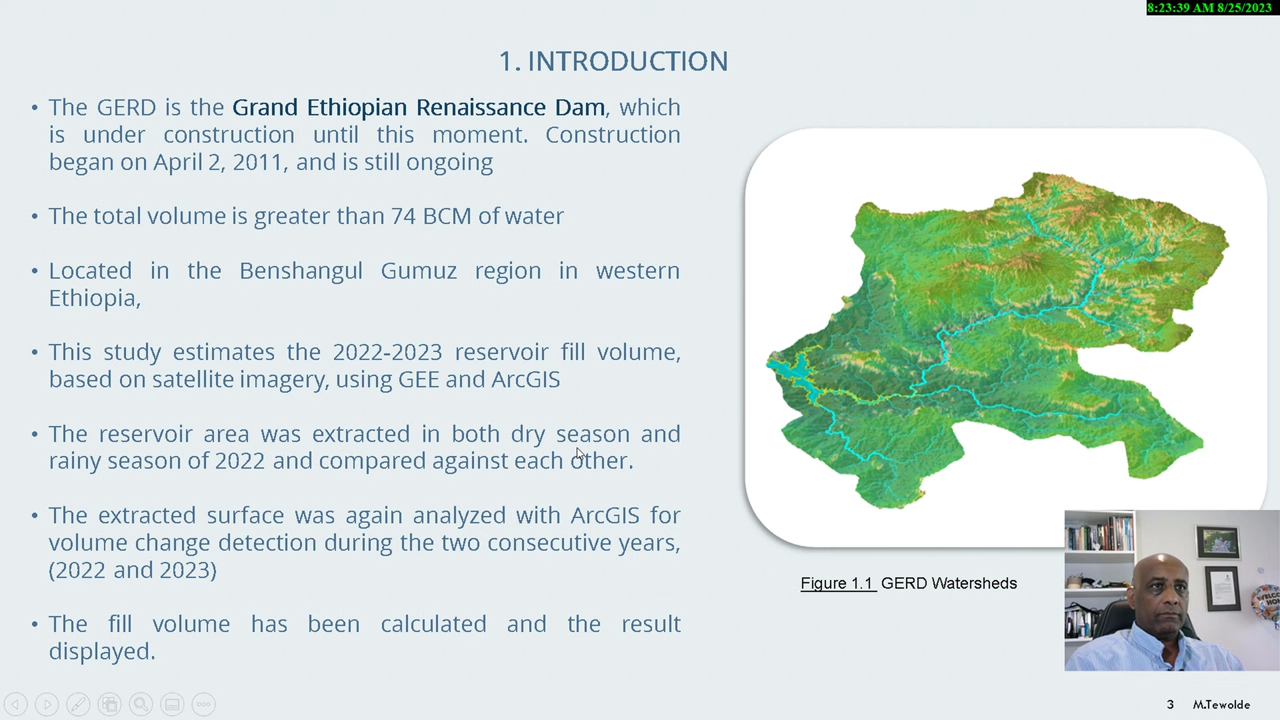 8:23:39 AM 8/25/2023
1. INTRODUCTION
• The GERD is the Grand Ethiopian Renaissance Dam, which
is under construction until this moment. Construction
began on April 2, 2011, and is still ongoing
• The total volume is greater than 74 BCM of water
• Located in the Benshangul Gumuz region in western
Ethiopia,
• This study estimates the 2022-2023 reservoir fill volume,
based on satellite imagery, using GEE and ArcGIS
• The reservoir area was extracted in both dry season and
rainy season of 2022 and compared against each other.
• The extracted surface was again analyzed with ArcGIS for
volume change detection during the two consecutive years,
(2022 and 2023)
• The fill volume has been calculated and the result
displayed.
Figure 1.1 GERD Watersheds
3 M.Tewolde